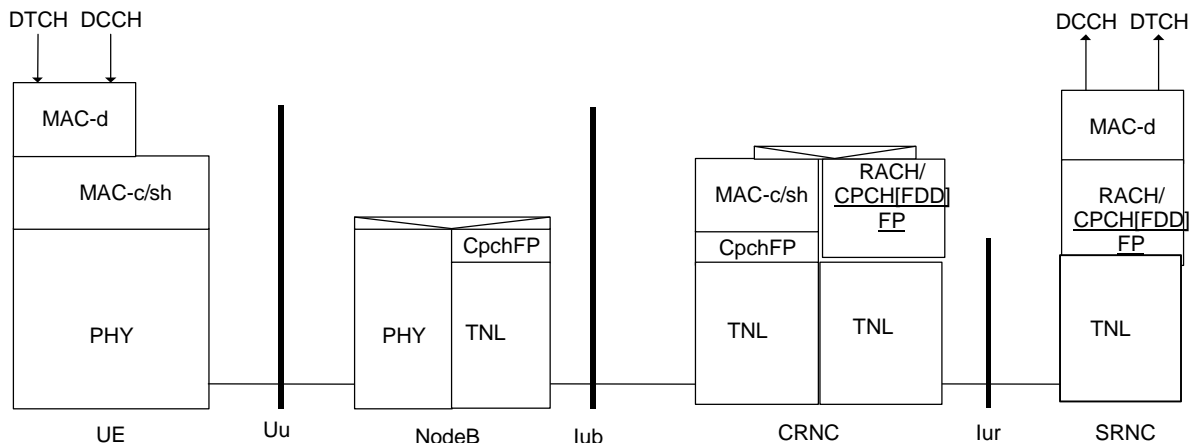 DTCH DCCH
DCCH DTCH
MAC-d
MAC-d
MAC-c/sh
MAC-c/sh
RACH/
CPCH[FDD]
FP
RACH/
CPCH[FDD]
FP
CpchFP
CpchFP
PHY
PHY
TNL
TNL
TNL
TNL
UE
Uu
NodeB
Iub
CRNC
Iur
SRNC